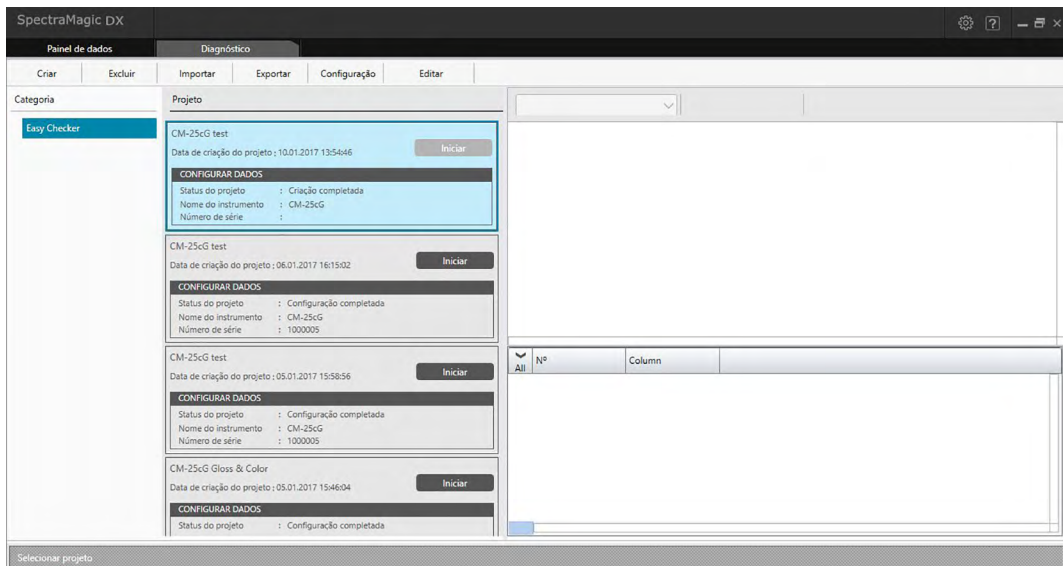 SpectraMagic DX
?
Painel de dados Diagnóstico
Criar Excluir Importar Exportar Configuração Editar
Categoria
Easy Checker
Projeto
CM-25cG test
Data de criação do projeto : 10.01.2017 13:54:46
Iniciar
CONFIGURAR DADOS
Status do projeto : Criação completada
Nome do instrumento : CM-25cG
Número de série :
CM-25cG test
Data de criação do projeto : 06.01.2017 16:15:02
Iniciar
CONFIGURAR DADOS
Status do projeto : Configuração completada
Nome do instrumento : CM-25cG
Número de série : 1000005
CM-25cG test
Data de criação do projeto : 05.01.2017 15:58:56
Iniciar
CONFIGURAR DADOS
Status do projeto : Configuração completada
Nome do instrumento : CM-25cG
Número de série : 1000005
CM-25cG Gloss & Color
Data de criação do projeto : 05.01.2017 15:46:04
Iniciar
CONFIGURAR DADOS
Status do projeto : Configuração completada
All Nº Column
Selecionar projeto